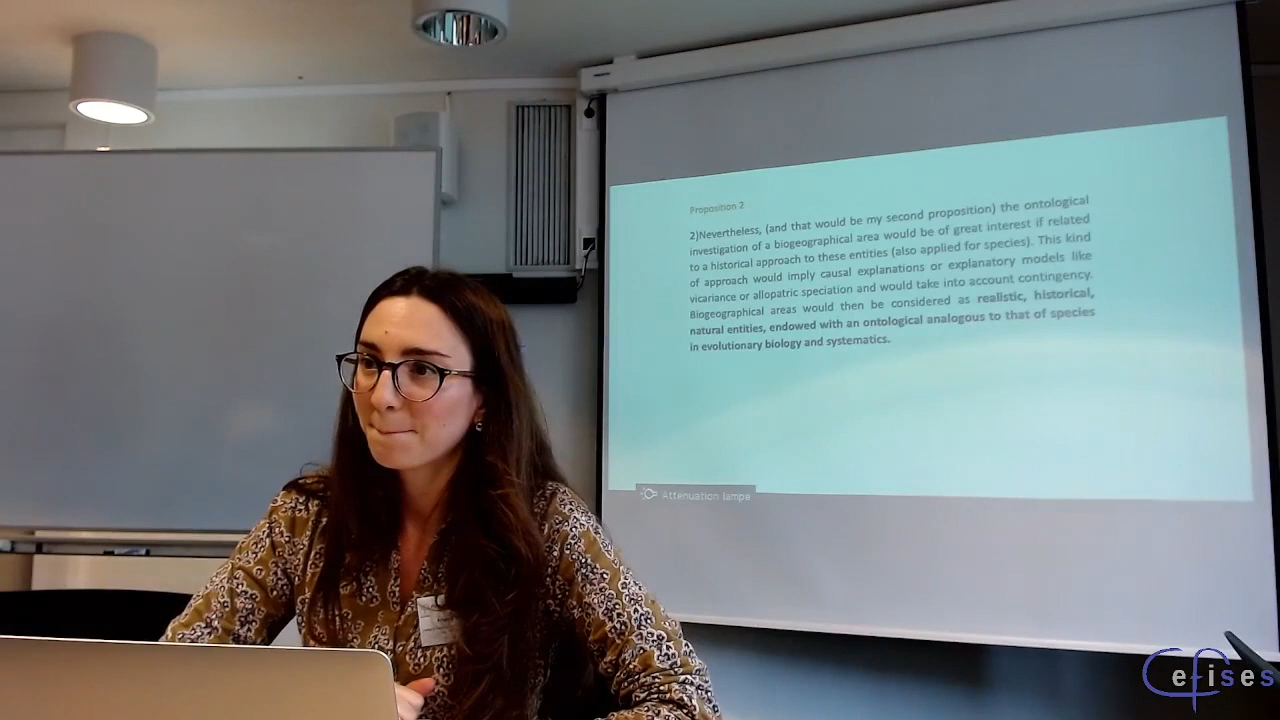 Proposition 2
2)Nevertheless, (and that would be my second proposition) the ontological
investigation of a biogeographical area would be of great interest if related
to a historical approach to these entities (also applied for species). This kind
of approach would imply causal explanations or explanatory models like
vicariance or allopatric speciation and would take into account contingency.
Biogeographical areas would then be considered as realistic, historical,
natural entities, endowed with an ontological analogous to that of species
in evolutionary biology and systematics.
Attenuation lampe
Cefises